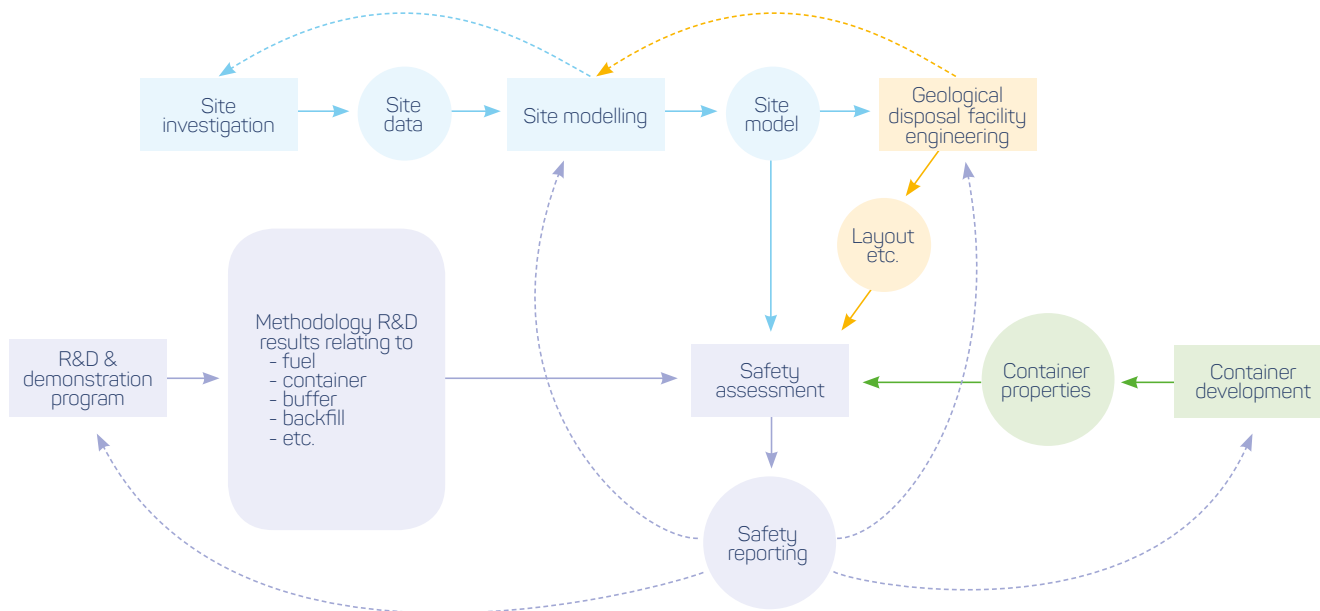 Site
investigation
Site
data
Site modelling
Site
model
Geological
disposal facility
engineering
Layout
etc.
Methodology R&D
results relating to
- fuel
- container
- buffer
- backfill
- etc.
R&D &
demonstration
program
Safety
assessment
Container
properties
Container
development
Safety
reporting